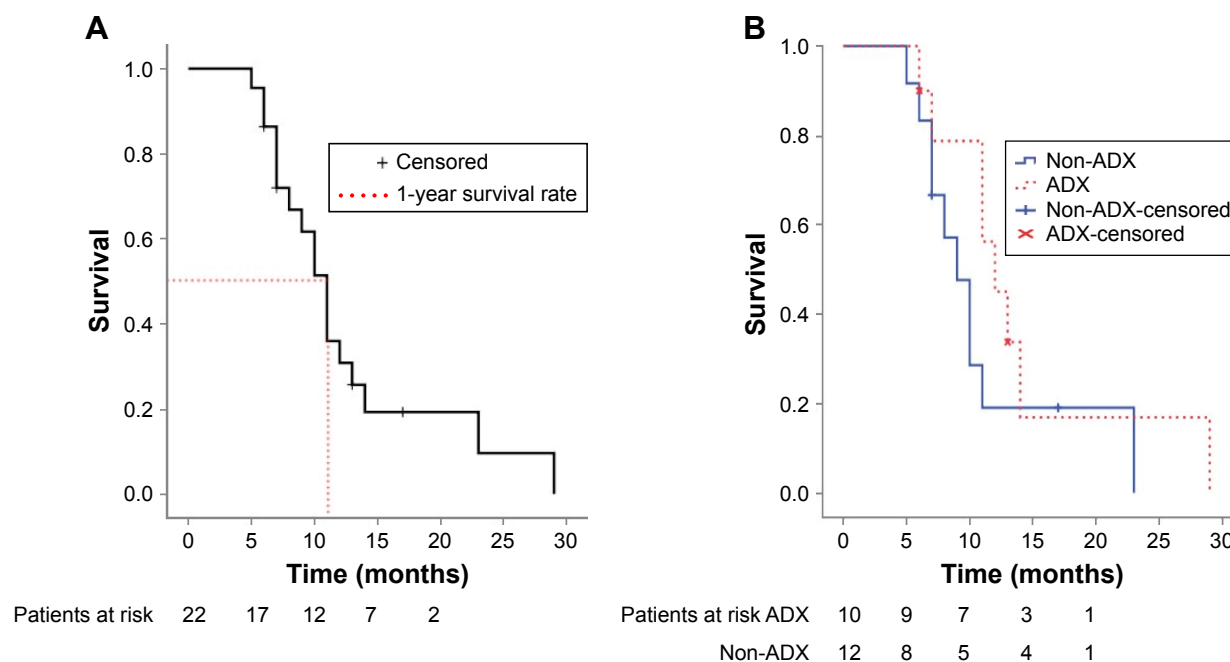 A
1.0
0.8
0.6
0.4
0.2
0.0
Survival
Censored
1-year survival rate
0 5 10 15 20 25 30
Time (months)
Patients at risk 22 17 12 7 2
B
1.0
0.8
0.6
0.4
0.2
0.0
Survival
Non-ADX
ADX
Non-ADX-censored
ADX-censored
0 5 10 15 20 25 30
Time (months)
Patients at risk ADX 10 9 7 3 1
Non-ADX 12 8 5 4 1